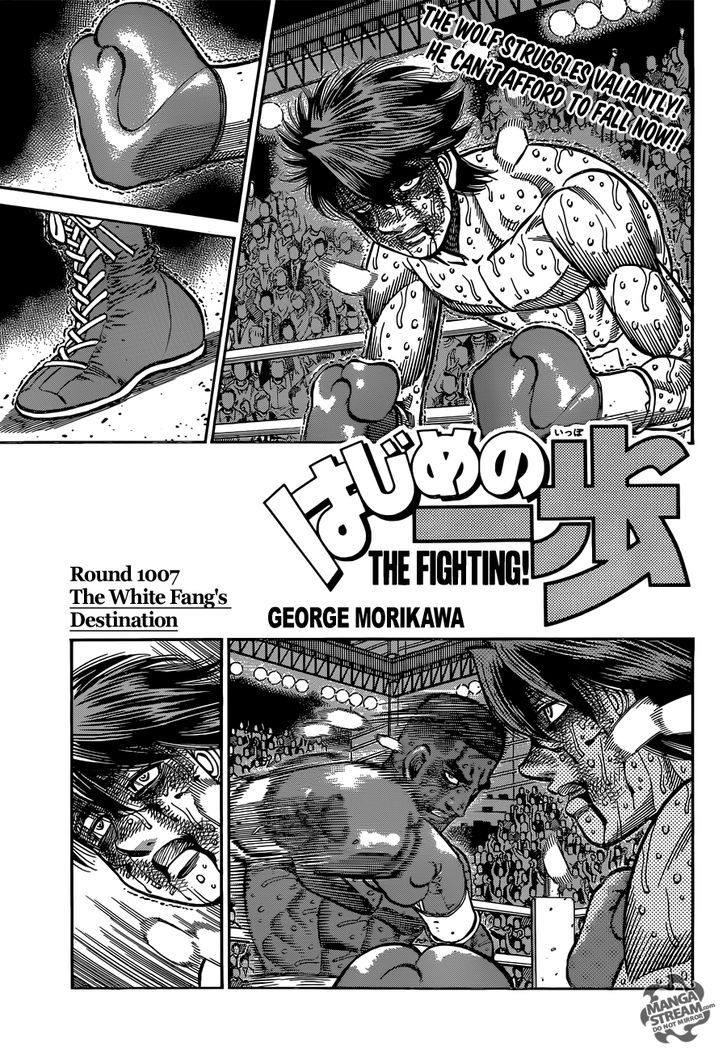 THE WOLF STRUGGLES VALIANTLY!
HE CAN'T AFFORD TO FALL NOW!!
いっぽ
はじめの一歩
THE FIGHTING!
Round 1007
The White Fang's
Destination
GEORGE MORIKAWA
MANGA
STREAM.com
DO NOT MIRROR